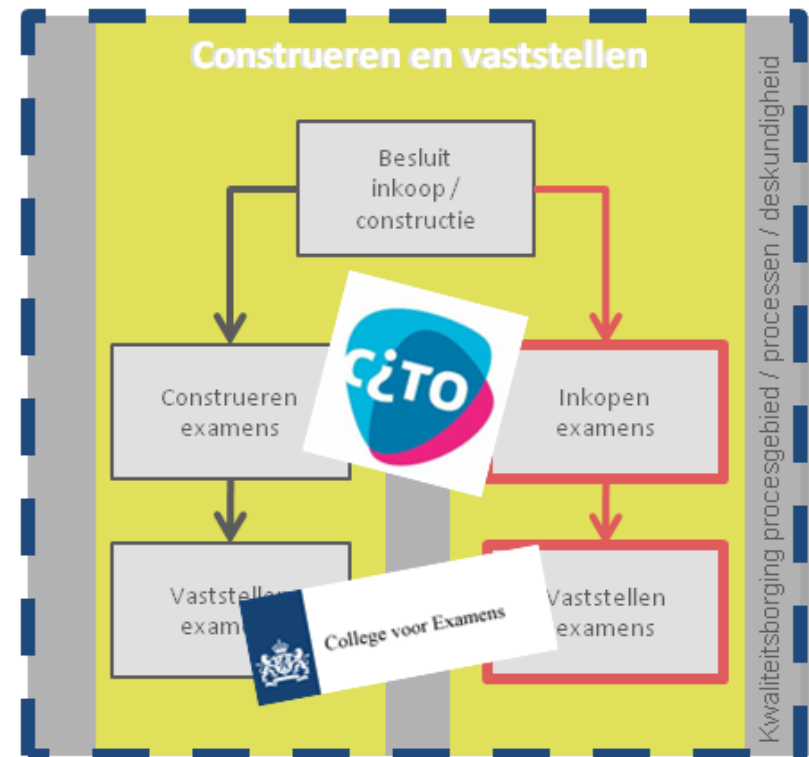 Construeren en vaststellen
Besluit
inkoop /
constructie
Construeren
examens
CiTO
Inkopen
examens
Vaststellen
College voor Examens
Vaststellen
examens
Kwaliteitsborging procesgebied / processen / deskundigheid